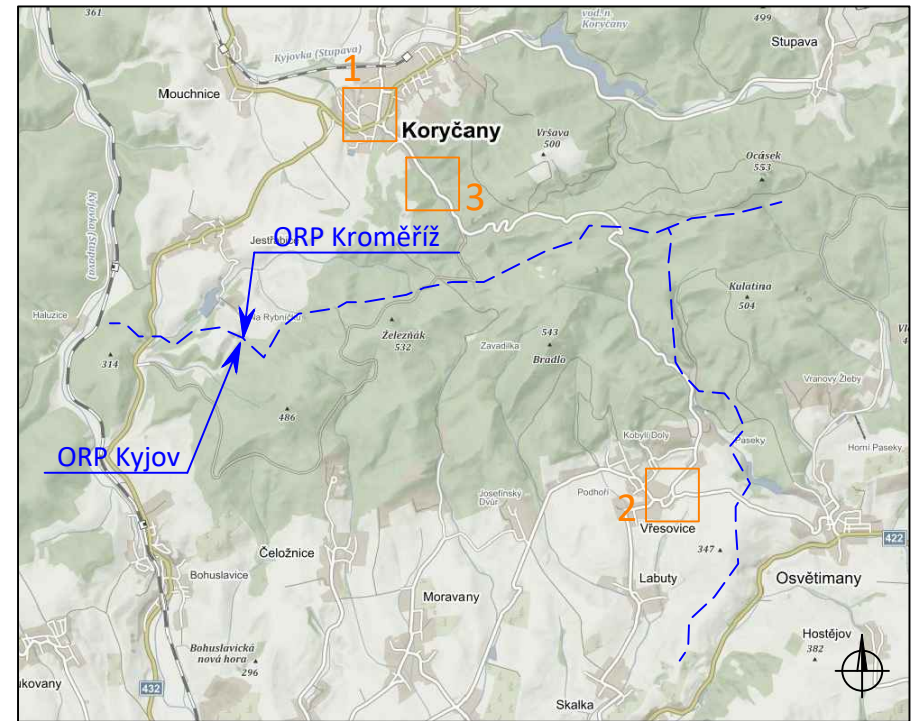 361
vod. n.
Koryčany
499
Stupava
Kyjovka (Stupava)
Mouchnice
1
Koryčany
Vršava
500
Ocásek
553
3
Kyjovka (Stupava)
Jestřabice
ORP Kroměříž
Kulatina
504
Haluzice
Na Rybníčku
Železňák
532
Zavadilka
543
Bradlo
314
Vranovy Žleby
486
Kobylí Doly
Paseky
Horní Paseky
ORP Kyjov
Podhoří
Josefínský
Dvůr
2
Vřesovice
422
347
Čeložnice
Bohuslavice
Labuty
Osvětimany
Moravany
Hostějov
382
Bohuslavická
nová hora
296
ukovany
432
Skalka